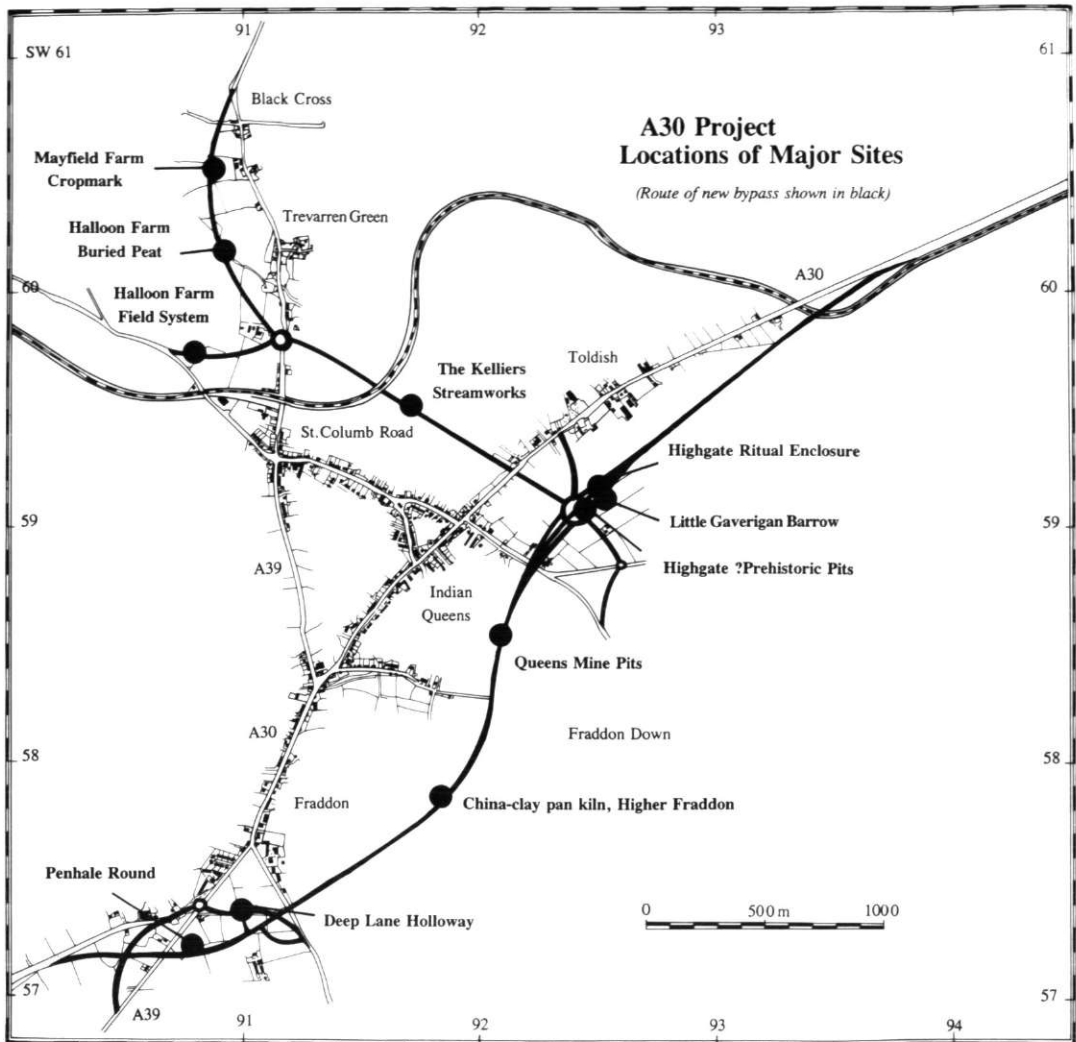 91
92
93
SW 61
61
Black Cross
A30 Project
Locations of Major Sites
(Route of new bypass shown in black)
Mayfield Farm
Cropmark
Trevarren Green
Halloon Farm
Buried Peat
A30
60
60
Halloon Farm
Field System
Toldish
The Kelliers
Streamworks
St. Columb Road
Highgate Ritual Enclosure
59
59
Little Gaverigan Barrow
A39
Highgate ?Prehistoric Pits
Indian
Queens
Queens Mine Pits
A30
Fraddon Down
58
58
Fraddon
China-clay pan kiln, Higher Fraddon
Penhale Round
0 500 m 1000
Deep Lane Holloway
57
57
A39
91
92
93
94